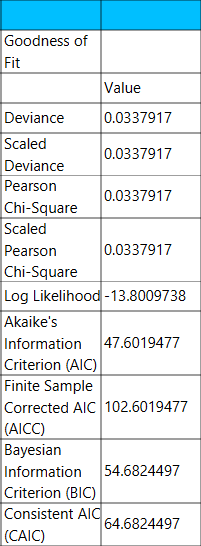 Goodness of
Fit
Value
Deviance 0.0337917
Scaled
Deviance 0.0337917
Pearson
Chi-Square 0.0337917
Scaled
Pearson
Chi-Square 0.0337917
Log Likelihood -13.8009738
Akaike's
Information
Criterion (AIC) 47.6019477
Finite Sample
Corrected AIC
(AICC) 102.6019477
Bayesian
Information
Criterion (BIC) 54.6824497
Consistent AIC
(CAIC) 64.6824497